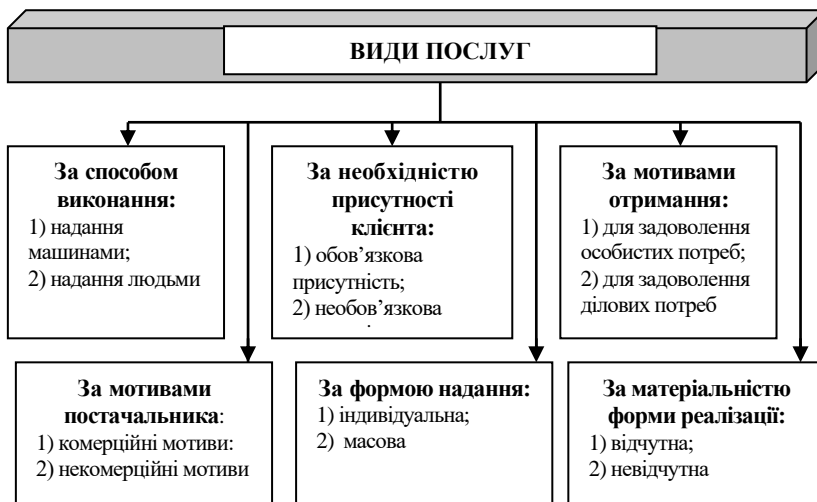 ВИДИ ПОСЛУГ
За способом
виконання:
1) надання
машинами;
2) надання людьми
За необхідністю
присутності
клієнта:
1) обов’язкова
присутність;
2) необов’язкова
За мотивами
отримання:
1) для задоволення
особистих потреб;
2) для задоволення
ділових потреб
За мотивами
постачальника:
1) комерційні мотиви:
2) некомерційні мотиви
За формою надання:
1) індивідуальна;
2) масова
За матеріальністю
форми реалізації:
1) відчутна;
2) невідчутна